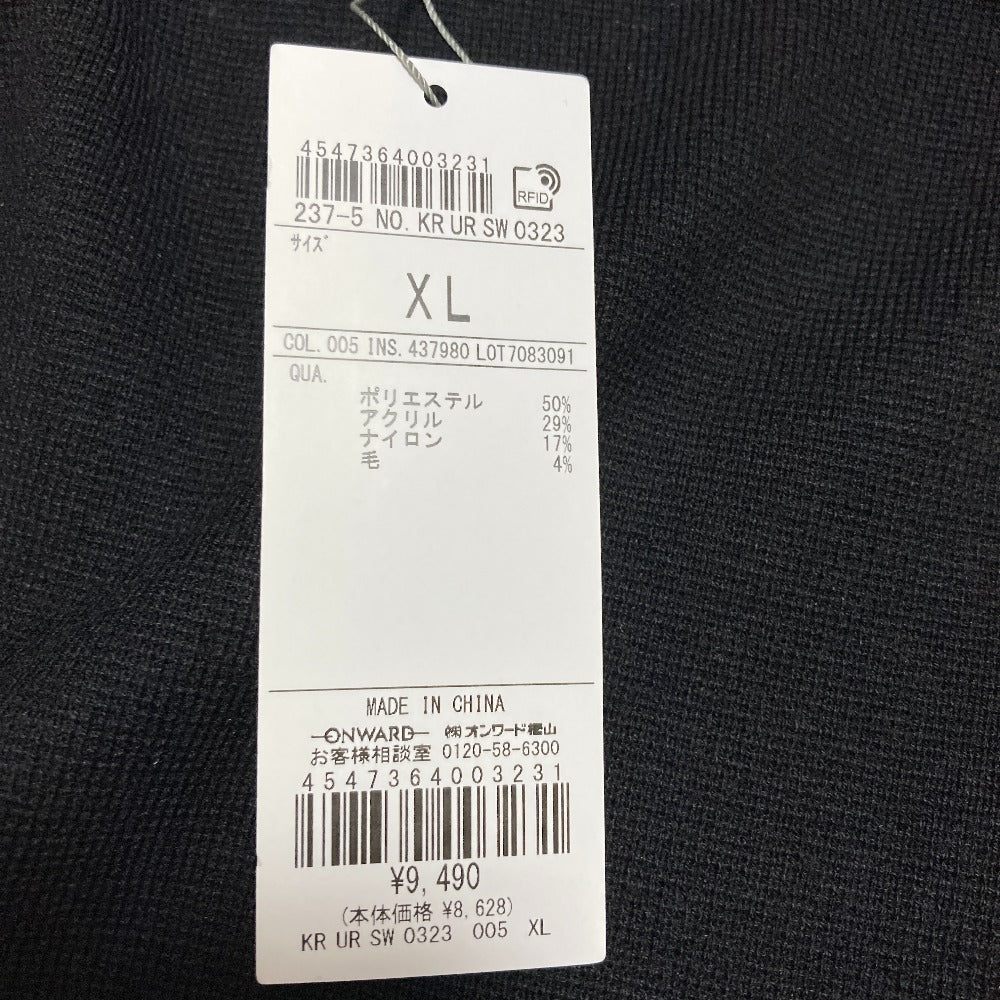 4547364003231
RFID
237-5 NO. KR UR SW 0323
サイズ
XL
COL. 005 INS. 437980 LOT7083091
QUA.
ポリエステル 50%
アクリル 29%
ナイロン 17%
毛 4%
MADE IN CHINA
ONWARD ㈱オンワード樫山
お客様相談室 0120-58-6300
4547364003231
¥9,490
(本体価格 ¥8,628)
KR UR SW 0323 005 XL